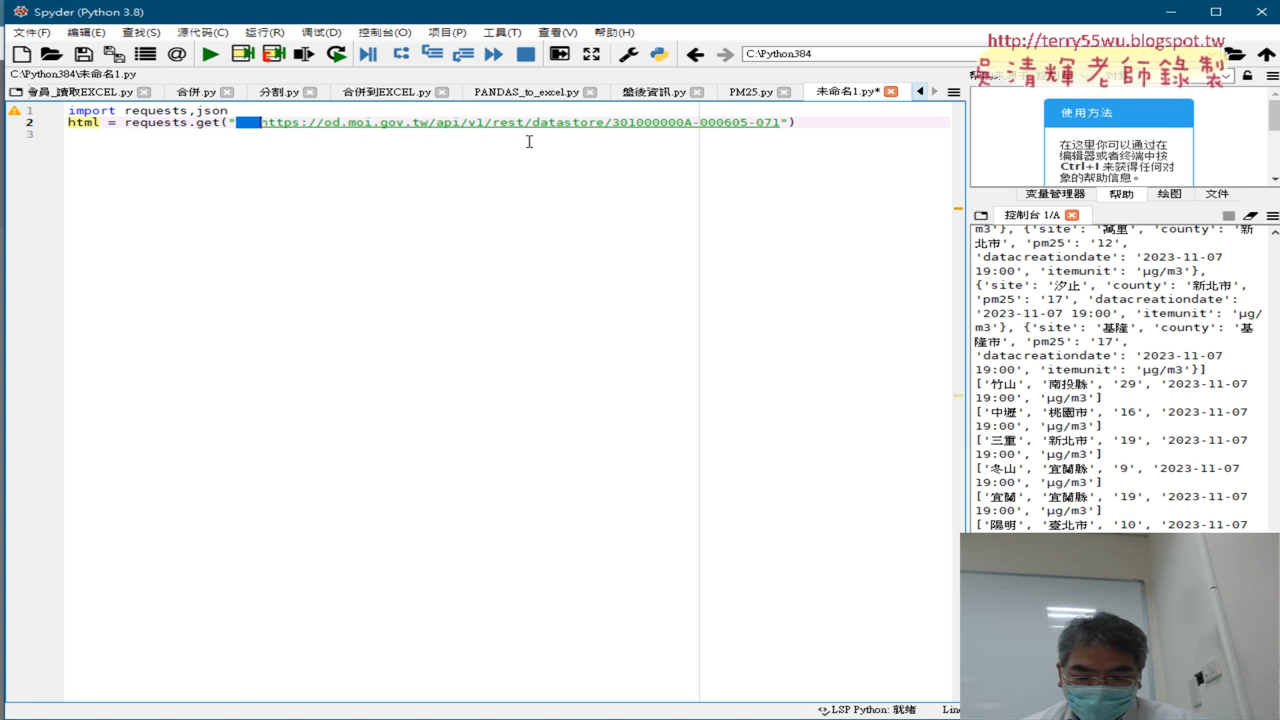 Spyder (Python 3.8)
文件(F) 编辑(E) 查找(S) 源代码(C) 运行(R) 调试(D) 控制台(O) 项目(P) 工具(T) 查看(V) 帮助(H)
http://terry55wu.blogspot.tw
C:\Python384
C:\Python384\未命名1.py
吳清輝老師錄製
會員_讀取EXCEL.py 合併.py 分割.py 合併到EXCEL.py PANDAS_to_excel.py 盤後資訊.py PM25.py 未命名1.py*
1 import requests,json
2 html = requests.get("   https://od.moi.gov.tw/api/v1/rest/datastore/301000000A-000605-071")
3
使用方法
在这里你可以通过在
编辑器或者终端中按
Ctrl+I 来获得任何对
象的帮助信息。
变量管理器 帮助 绘图 文件
控制台 1/A
m3'}, {'site': '萬里', 'county': '新
北市', 'pm25': '12',
'datacreationdate': '2023-11-07
19:00', 'itemunit': 'μg/m3'},
{'site': '汐止', 'county': '新北市',
'pm25': '17', 'datacreationdate':
'2023-11-07 19:00', 'itemunit': 'μg/
m3'}, {'site': '基隆', 'county': '基
隆市', 'pm25': '17',
'datacreationdate': '2023-11-07
19:00', 'itemunit': 'μg/m3'}]
['竹山', '南投縣', '29', '2023-11-07
19:00', 'μg/m3']
['中壢', '桃園市', '16', '2023-11-07
19:00', 'μg/m3']
['三重', '新北市', '19', '2023-11-07
19:00', 'μg/m3']
['冬山', '宜蘭縣', '9', '2023-11-07
19:00', 'μg/m3']
['宜蘭', '宜蘭縣', '19', '2023-11-07
19:00', 'μg/m3']
['陽明', '臺北市', '10', '2023-11-07
LSP Python: 就绪 Line